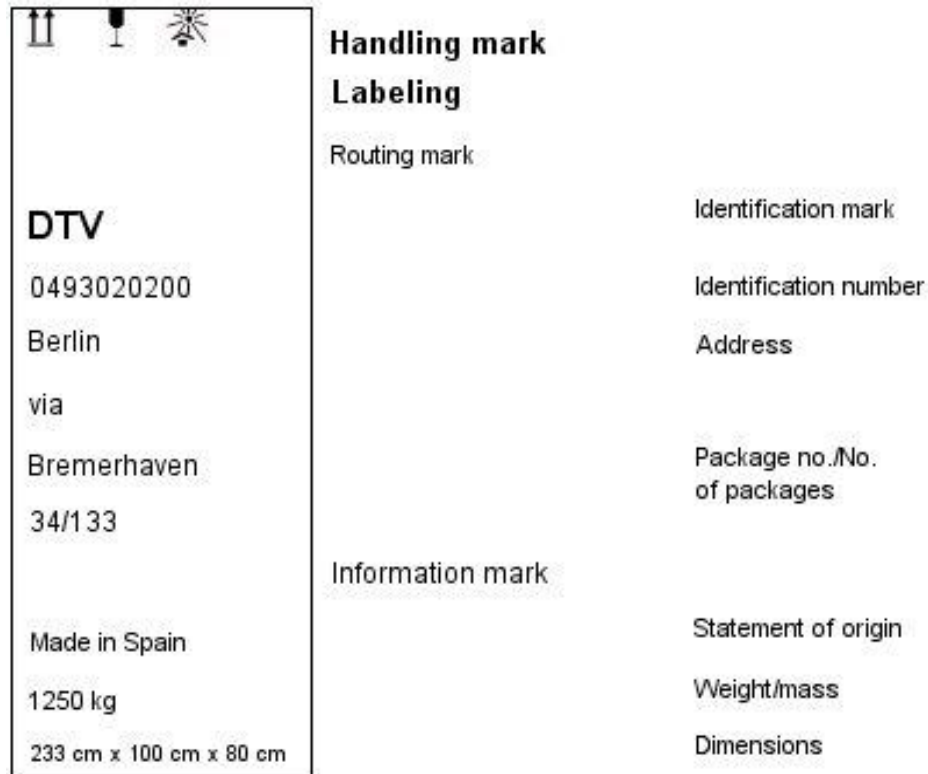 Handling mark
Labeling
Routing mark
DTV
Identification mark
0493020200
Identification number
Berlin
Address
via
Bremerhaven
Package no./No.
of packages
34/133
Information mark
Made in Spain
Statement of origin
1250 kg
Weight/mass
233 cm x 100 cm x 80 cm
Dimensions